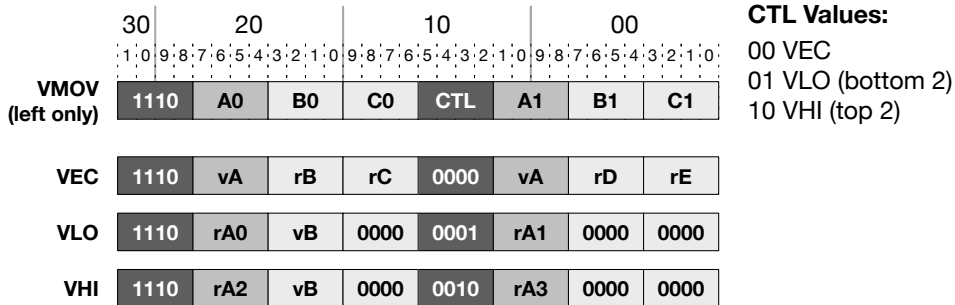 30 20 10 00
1 0 9 8 7 6 5 4 3 2 1 0 9 8 7 6 5 4 3 2 1 0 9 8 7 6 5 4 3 2 1 0
VMOV (left only) 1110 A0 B0 C0 CTL A1 B1 C1
VEC 1110 vA rB rC 0000 vA rD rE
VLO 1110 rA0 vB 0000 0001 rA1 0000 0000
VHI 1110 rA2 vB 0000 0010 rA3 0000 0000
CTL Values:
00 VEC
01 VLO (bottom 2)
10 VHI (top 2)